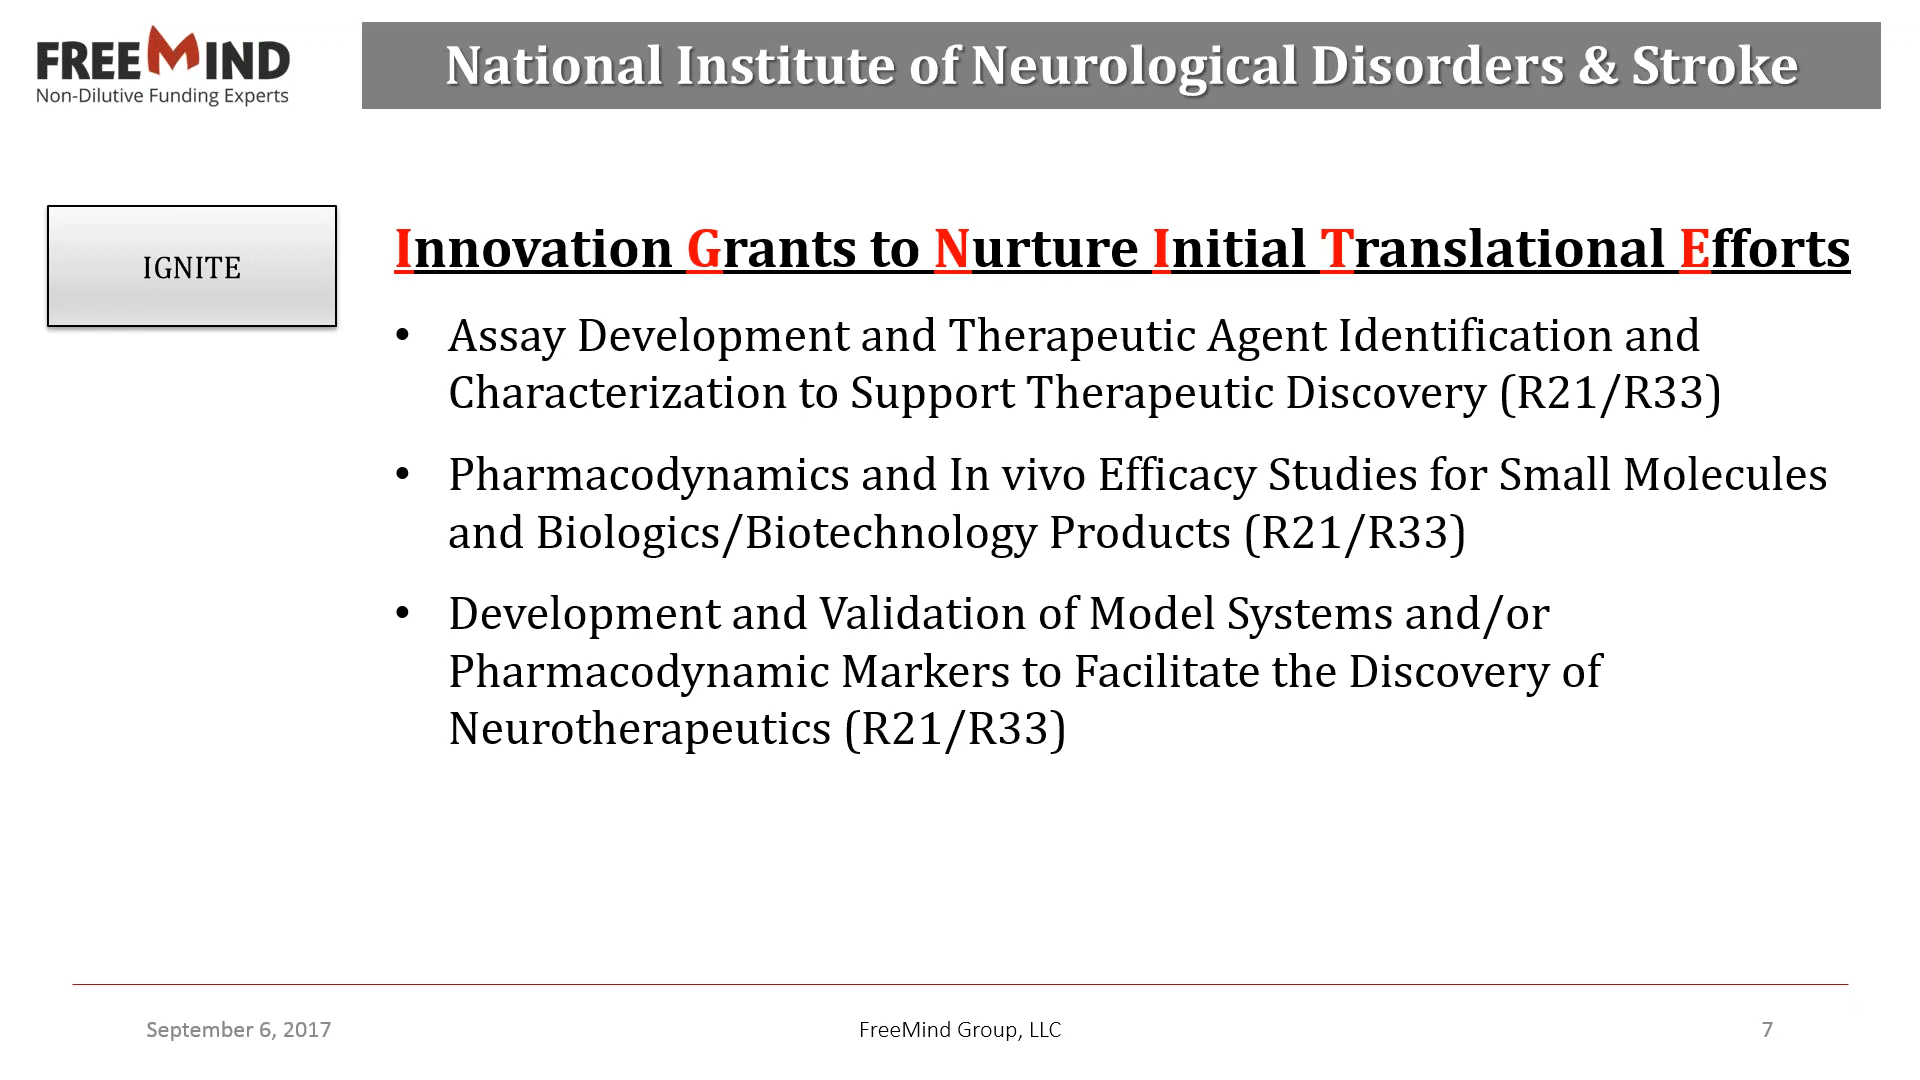 FREEMIND
Non-Dilutive Funding Experts
National Institute of Neurological Disorders & Stroke
IGNITE
Innovation Grants to Nurture Initial Translational Efforts
• Assay Development and Therapeutic Agent Identification and
Characterization to Support Therapeutic Discovery (R21/R33)
• Pharmacodynamics and In vivo Efficacy Studies for Small Molecules
and Biologics/Biotechnology Products (R21/R33)
• Development and Validation of Model Systems and/or
Pharmacodynamic Markers to Facilitate the Discovery of
Neurotherapeutics (R21/R33)
September 6, 2017
FreeMind Group, LLC
7